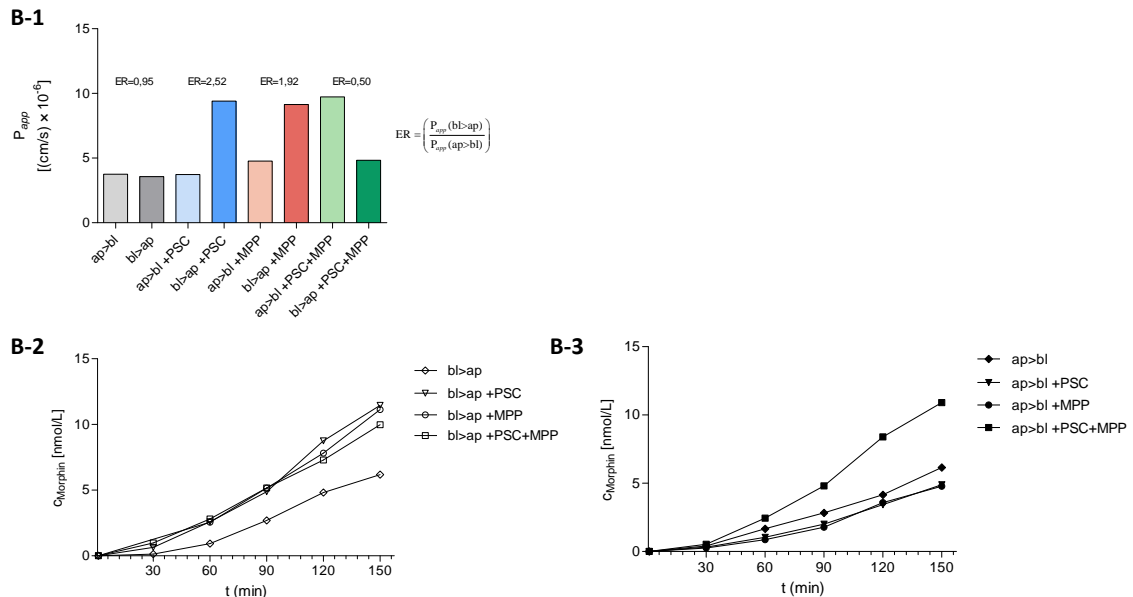 B-1
P_app
[(cm/s) × 10^-6]
15
10
5
0
ER=0,95
ER=2,52
ER=1,92
ER=0,50
ER = (P_app(bl>ap) / P_app(ap>bl))
ap>bl
bl>ap
ap>bl +PSC
bl>ap +PSC
ap>bl +MPP
bl>ap +MPP
ap>bl +PSC+MPP
bl>ap +PSC+MPP
B-2
c_Morphin [nmol/L]
15
10
5
0
30
60
90
120
150
t (min)
bl>ap
bl>ap +PSC
bl>ap +MPP
bl>ap +PSC+MPP
B-3
c_Morphin [nmol/L]
15
10
5
0
30
60
90
120
150
t (min)
ap>bl
ap>bl +PSC
ap>bl +MPP
ap>bl +PSC+MPP